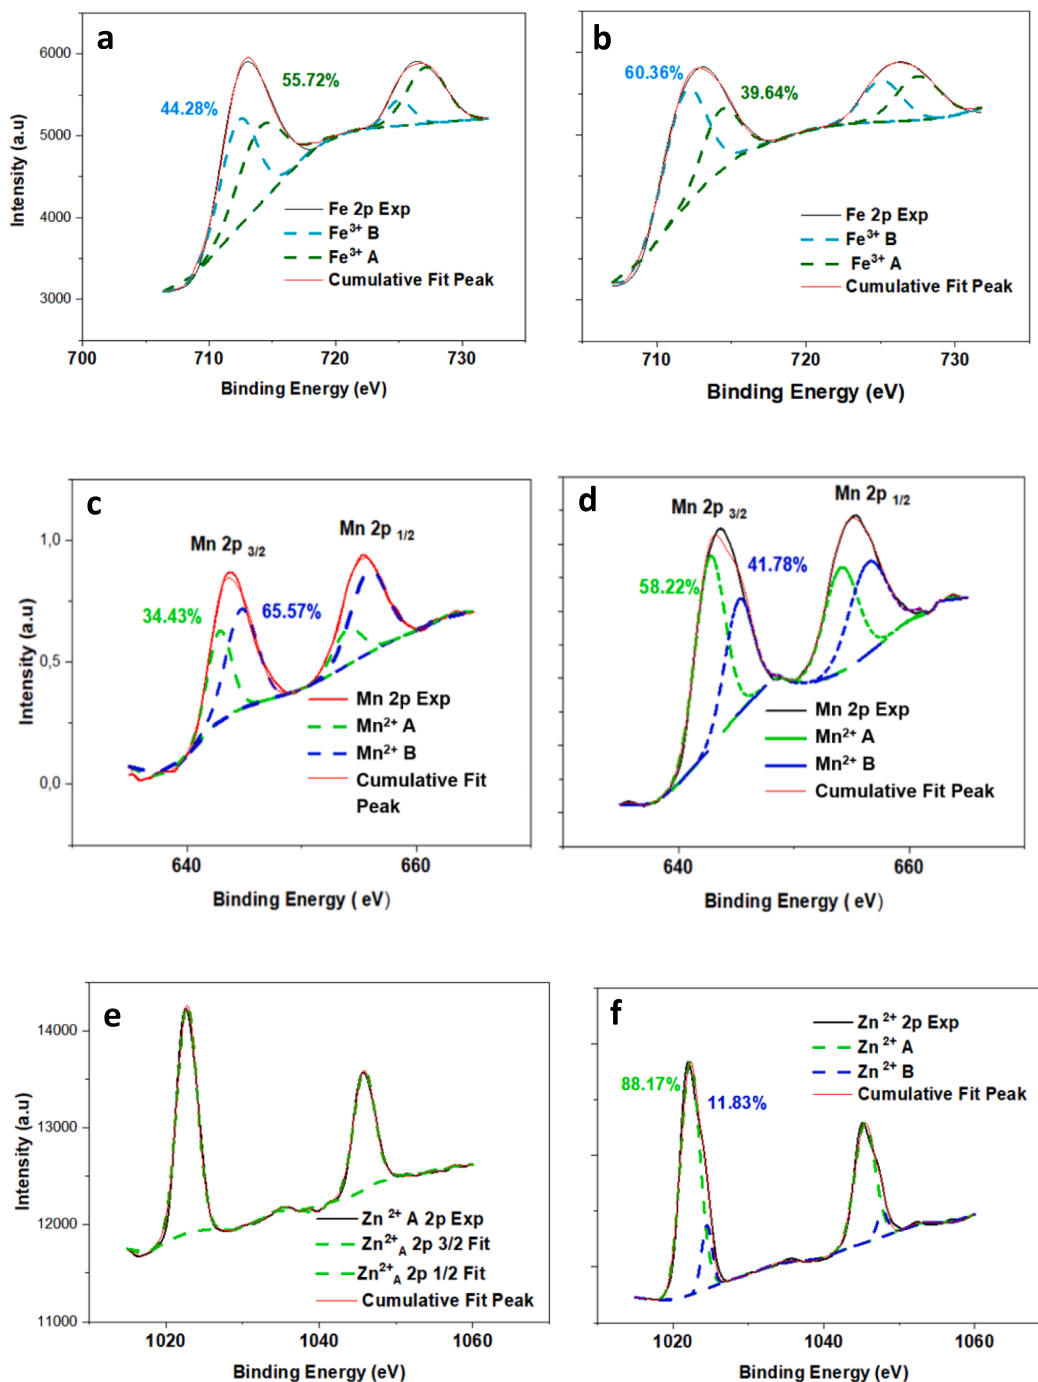 a
6000
5000
4000
3000
Intensity (a.u)
55.72%
44.28%
Fe 2p Exp
Fe³⁺ B
Fe³⁺ A
Cumulative Fit Peak
700
710
720
730
Binding Energy (eV)
b
60.36%
39.64%
Fe 2p Exp
Fe³⁺ B
Fe³⁺ A
Cumulative Fit Peak
710
720
730
Binding Energy (eV)
c
Mn 2p 3/2
Mn 2p 1/2
1,0
0,5
0,0
Intensity (a.u)
34.43%
65.57%
Mn 2p Exp
Mn²⁺ A
Mn²⁺ B
Cumulative Fit
Peak
640
660
Binding Energy ( eV)
d
Mn 2p 3/2
Mn 2p 1/2
58.22%
41.78%
Mn 2p Exp
Mn²⁺ A
Mn²⁺ B
Cumulative Fit Peak
640
660
Binding Energy ( eV)
e
14000
13000
12000
11000
Intensity (a.u)
Zn ²⁺ A 2p Exp
Zn²⁺A 2p 3/2 Fit
Zn²⁺A 2p 1/2 Fit
Cumulative Fit Peak
1020
1040
1060
Binding Energy (eV)
f
88.17%
11.83%
Zn ²⁺ 2p Exp
Zn ²⁺ A
Zn ²⁺ B
Cumulative Fit Peak
1020
1040
1060
Binding Energy (eV)